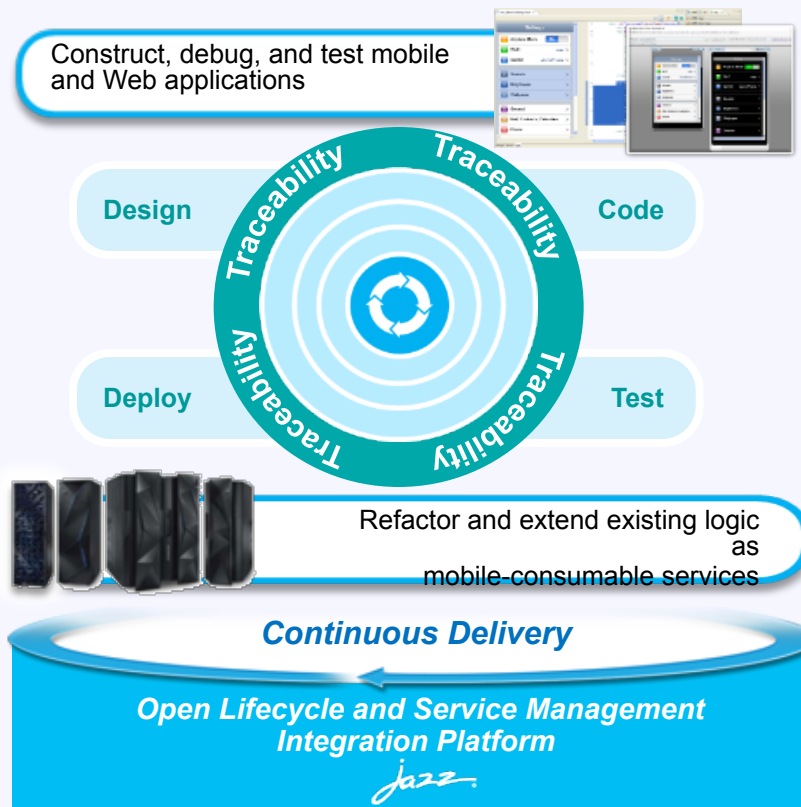 Construct, debug, and test mobile
and Web applications
Traceability
Traceability
Design
Code
Traceability
Traceability
Deploy
Test
Refactor and extend existing logic
as
mobile-consumable services
Continuous Delivery
Open Lifecycle and Service Management
Integration Platform
jazz